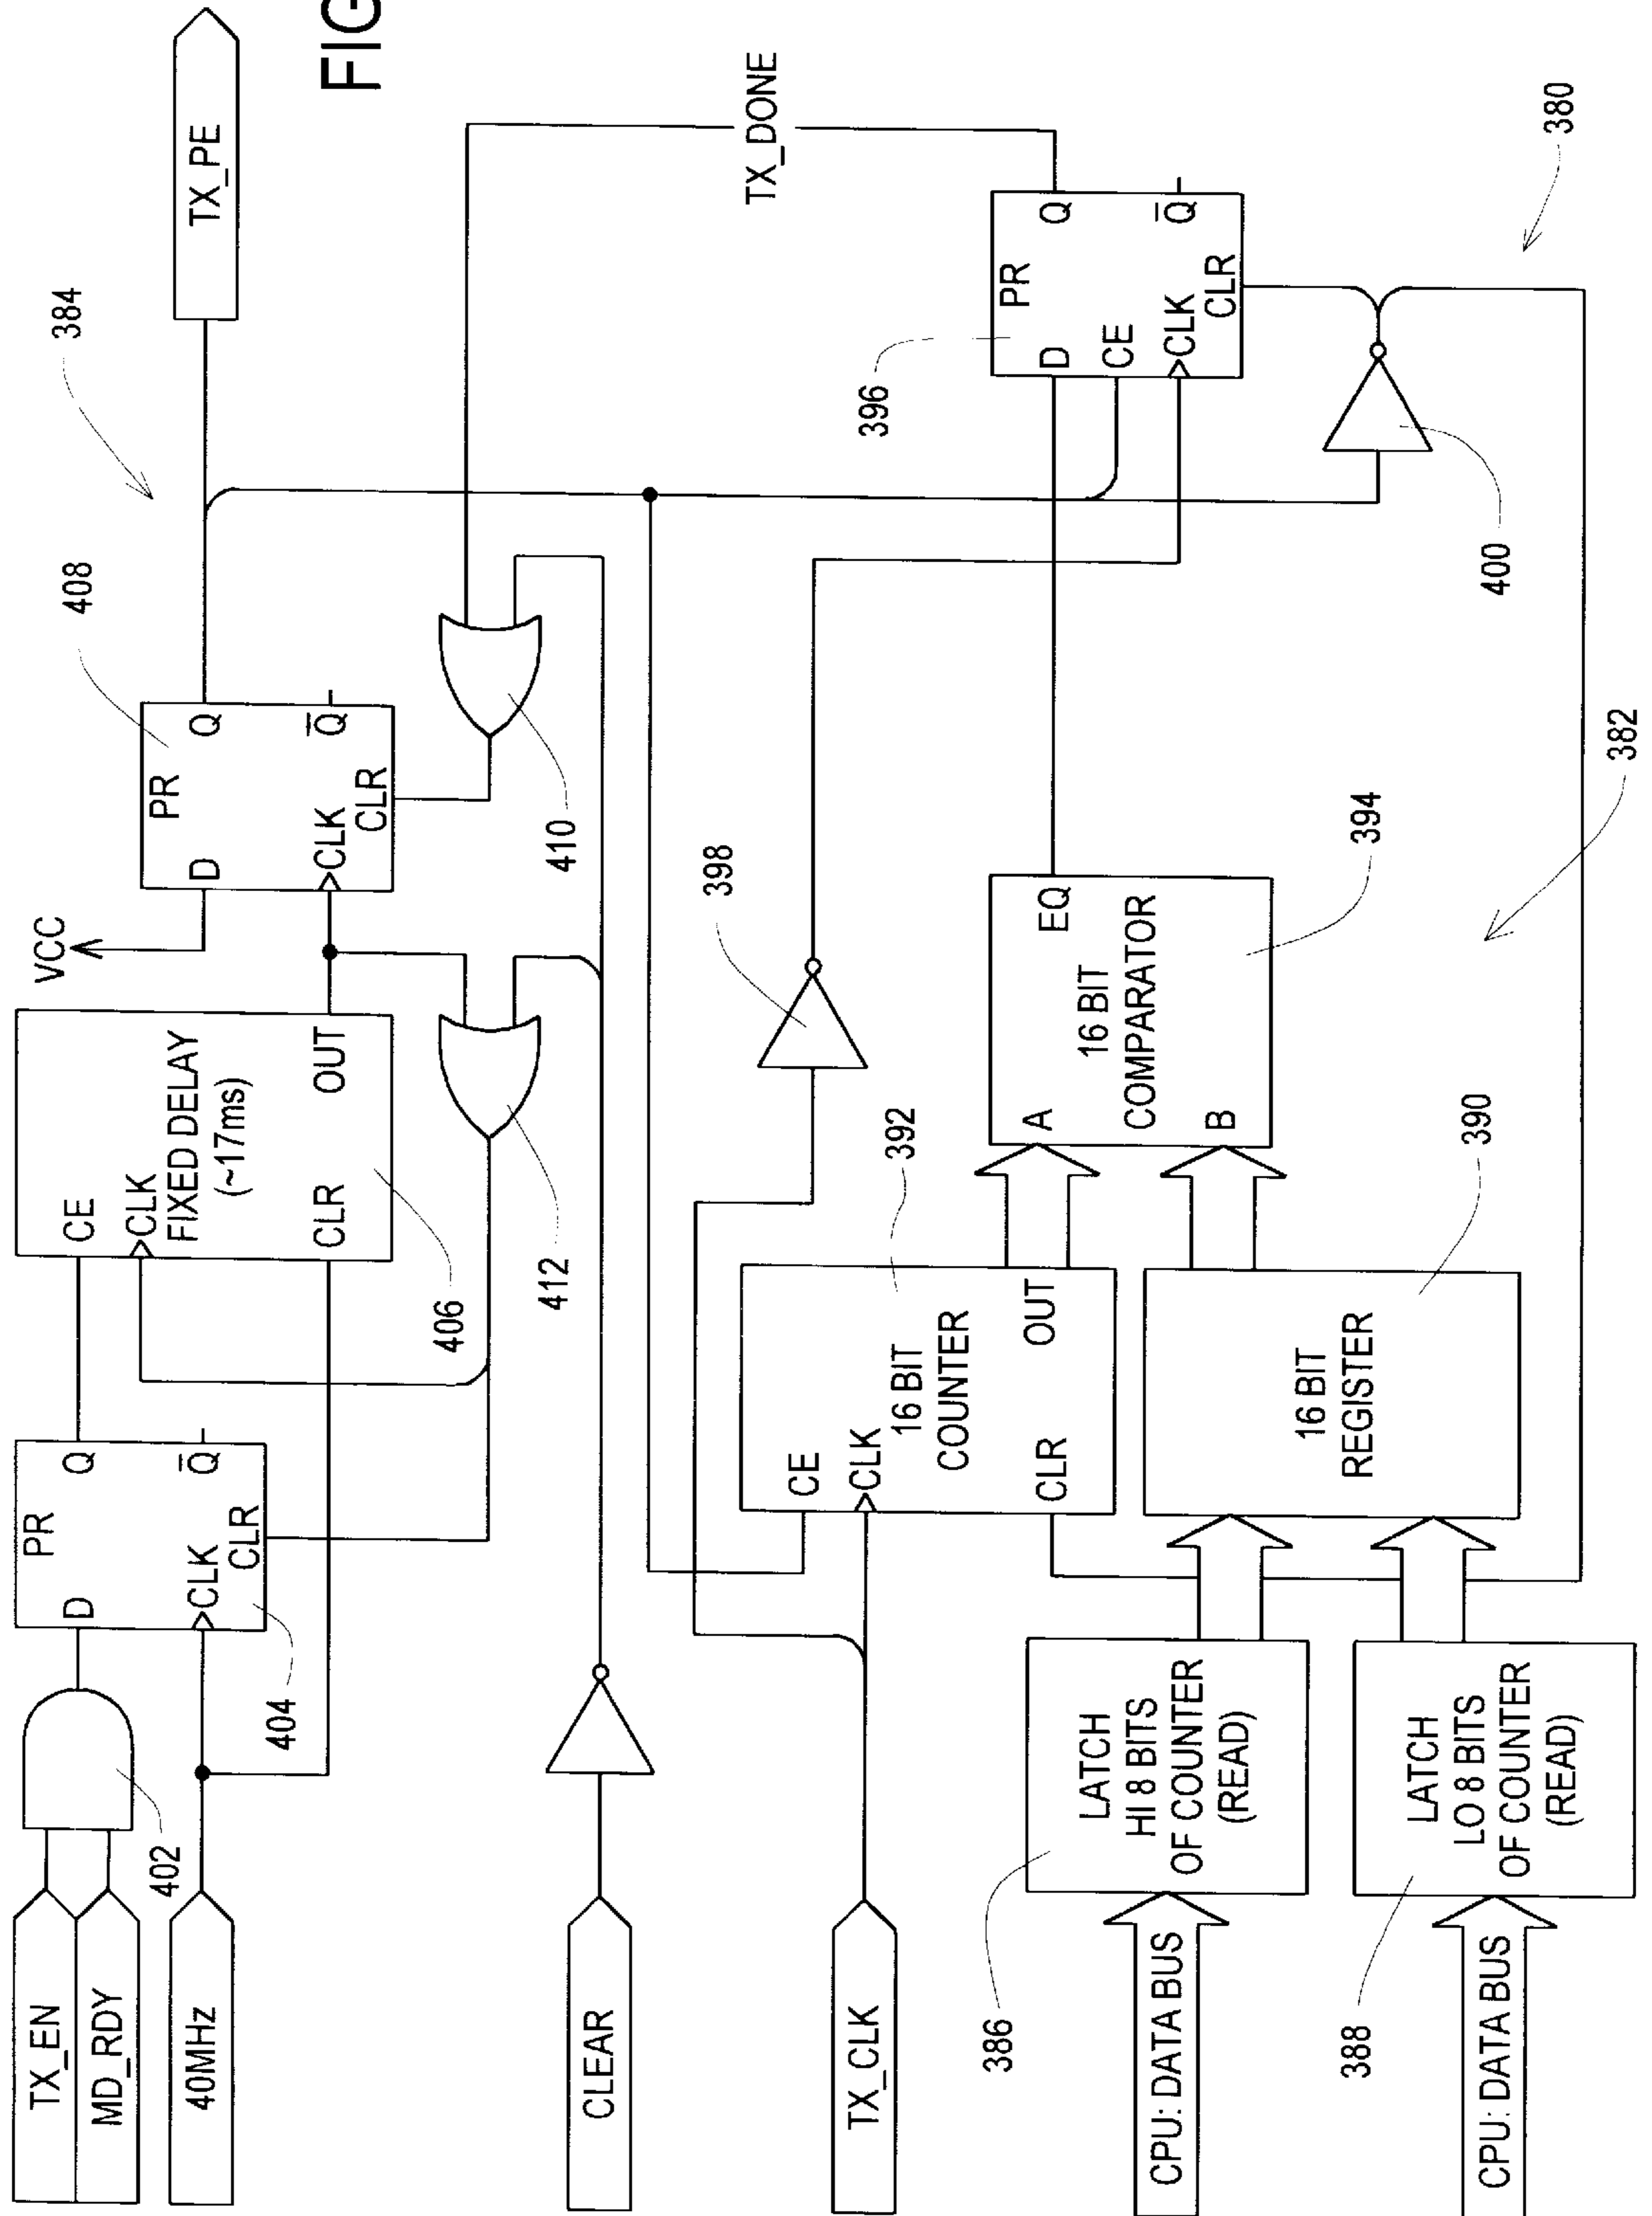 FIG
TX_EN
MD_RDY
40MHz
402
D
PR
Q
Q̅
CLK
CLR
404
CE
CLK
FIXED DELAY
(~17ms)
CLR
OUT
406
412
VCC
D
PR
Q
Q̅
CLK
CLR
408
410
384
TX_PE
CLEAR
TX_CLK
398
TX_DONE
CE
CLK
16 BIT
COUNTER
CLR
OUT
392
A
16 BIT
COMPARATOR
B
EQ
394
396
D
PR
Q
CE
Q̅
CLK
CLR
400
380
CPU: DATA BUS
386
LATCH
HI 8 BITS
OF COUNTER
(READ)
16 BIT
REGISTER
390
382
CPU: DATA BUS
388
LATCH
LO 8 BITS
OF COUNTER
(READ)